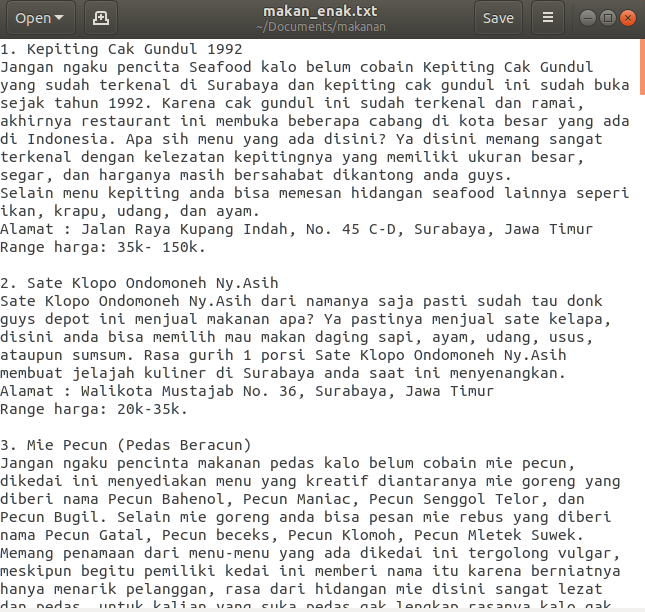 Open
makan_enak.txt
~/Documents/makanan
Save
1. Kepiting Cak Gundul 1992
Jangan ngaku pencita Seafood kalo belum cobain Kepiting Cak Gundul
yang sudah terkenal di Surabaya dan kepiting cak gundul ini sudah buka
sejak tahun 1992. Karena cak gundul ini sudah terkenal dan ramai,
akhirnya restaurant ini membuka beberapa cabang di kota besar yang ada
di Indonesia. Apa sih menu yang ada disini? Ya disini memang sangat
terkenal dengan kelezatan kepitingnya yang memiliki ukuran besar,
segar, dan harganya masih bersahabat dikantong anda guys.
Selain menu kepiting anda bisa memesan hidangan seafood lainnya seperi
ikan, krapu, udang, dan ayam.
Alamat : Jalan Raya Kupang Indah, No. 45 C-D, Surabaya, Jawa Timur
Range harga: 35k- 150k.
2. Sate Klopo Ondomoneh Ny.Asih
Sate Klopo Ondomoneh Ny.Asih dari namanya saja pasti sudah tau donk
guys depot ini menjual makanan apa? Ya pastinya menjual sate kelapa,
disini anda bisa memilih mau makan daging sapi, ayam, udang, usus,
ataupun sumsum. Rasa gurih 1 porsi Sate Klopo Ondomoneh Ny.Asih
membuat jelajah kuliner di Surabaya anda saat ini menyenangkan.
Alamat : Walikota Mustajab No. 36, Surabaya, Jawa Timur
Range harga: 20k-35k.
3. Mie Pecun (Pedas Beracun)
Jangan ngaku pencinta makanan pedas kalo belum cobain mie pecun,
dikedai ini menyediakan menu yang kreatif diantaranya mie goreng yang
diberi nama Pecun Bahenol, Pecun Maniac, Pecun Senggol Telor, dan
Pecun Bugil. Selain mie goreng anda bisa pesan mie rebus yang diberi
nama Pecun Gatal, Pecun beceks, Pecun Klomoh, Pecun Mletek Suwek.
Memang penamaan dari menu-menu yang ada dikedai ini tergolong vulgar,
meskipun begitu pemiliki kedai ini memberi nama itu karena berniatnya
hanya menarik pelanggan, rasa dari hidangan mie disini sangat lezat
dan pedas, untuk kalian yang suka pedas gak lengkap rasanya kalo gak